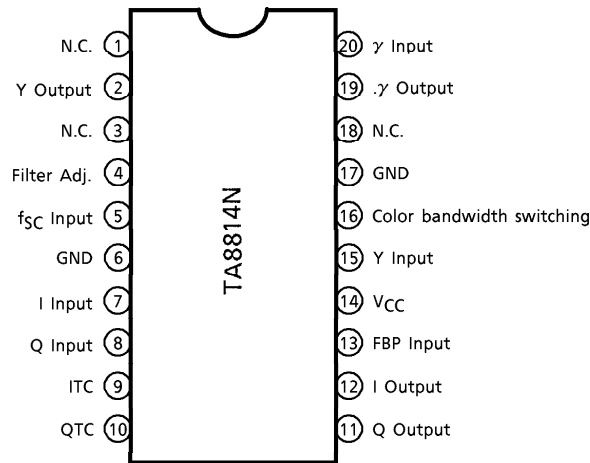 N.C. 1
Y Output 2
N.C. 3
Filter Adj. 4
fSC Input 5
GND 6
I Input 7
Q Input 8
ITC 9
QTC 10
TA8814N
20 γ Input
19 .γ Output
18 N.C.
17 GND
16 Color bandwidth switching
15 Y Input
14 VCC
13 FBP Input
12 I Output
11 Q Output